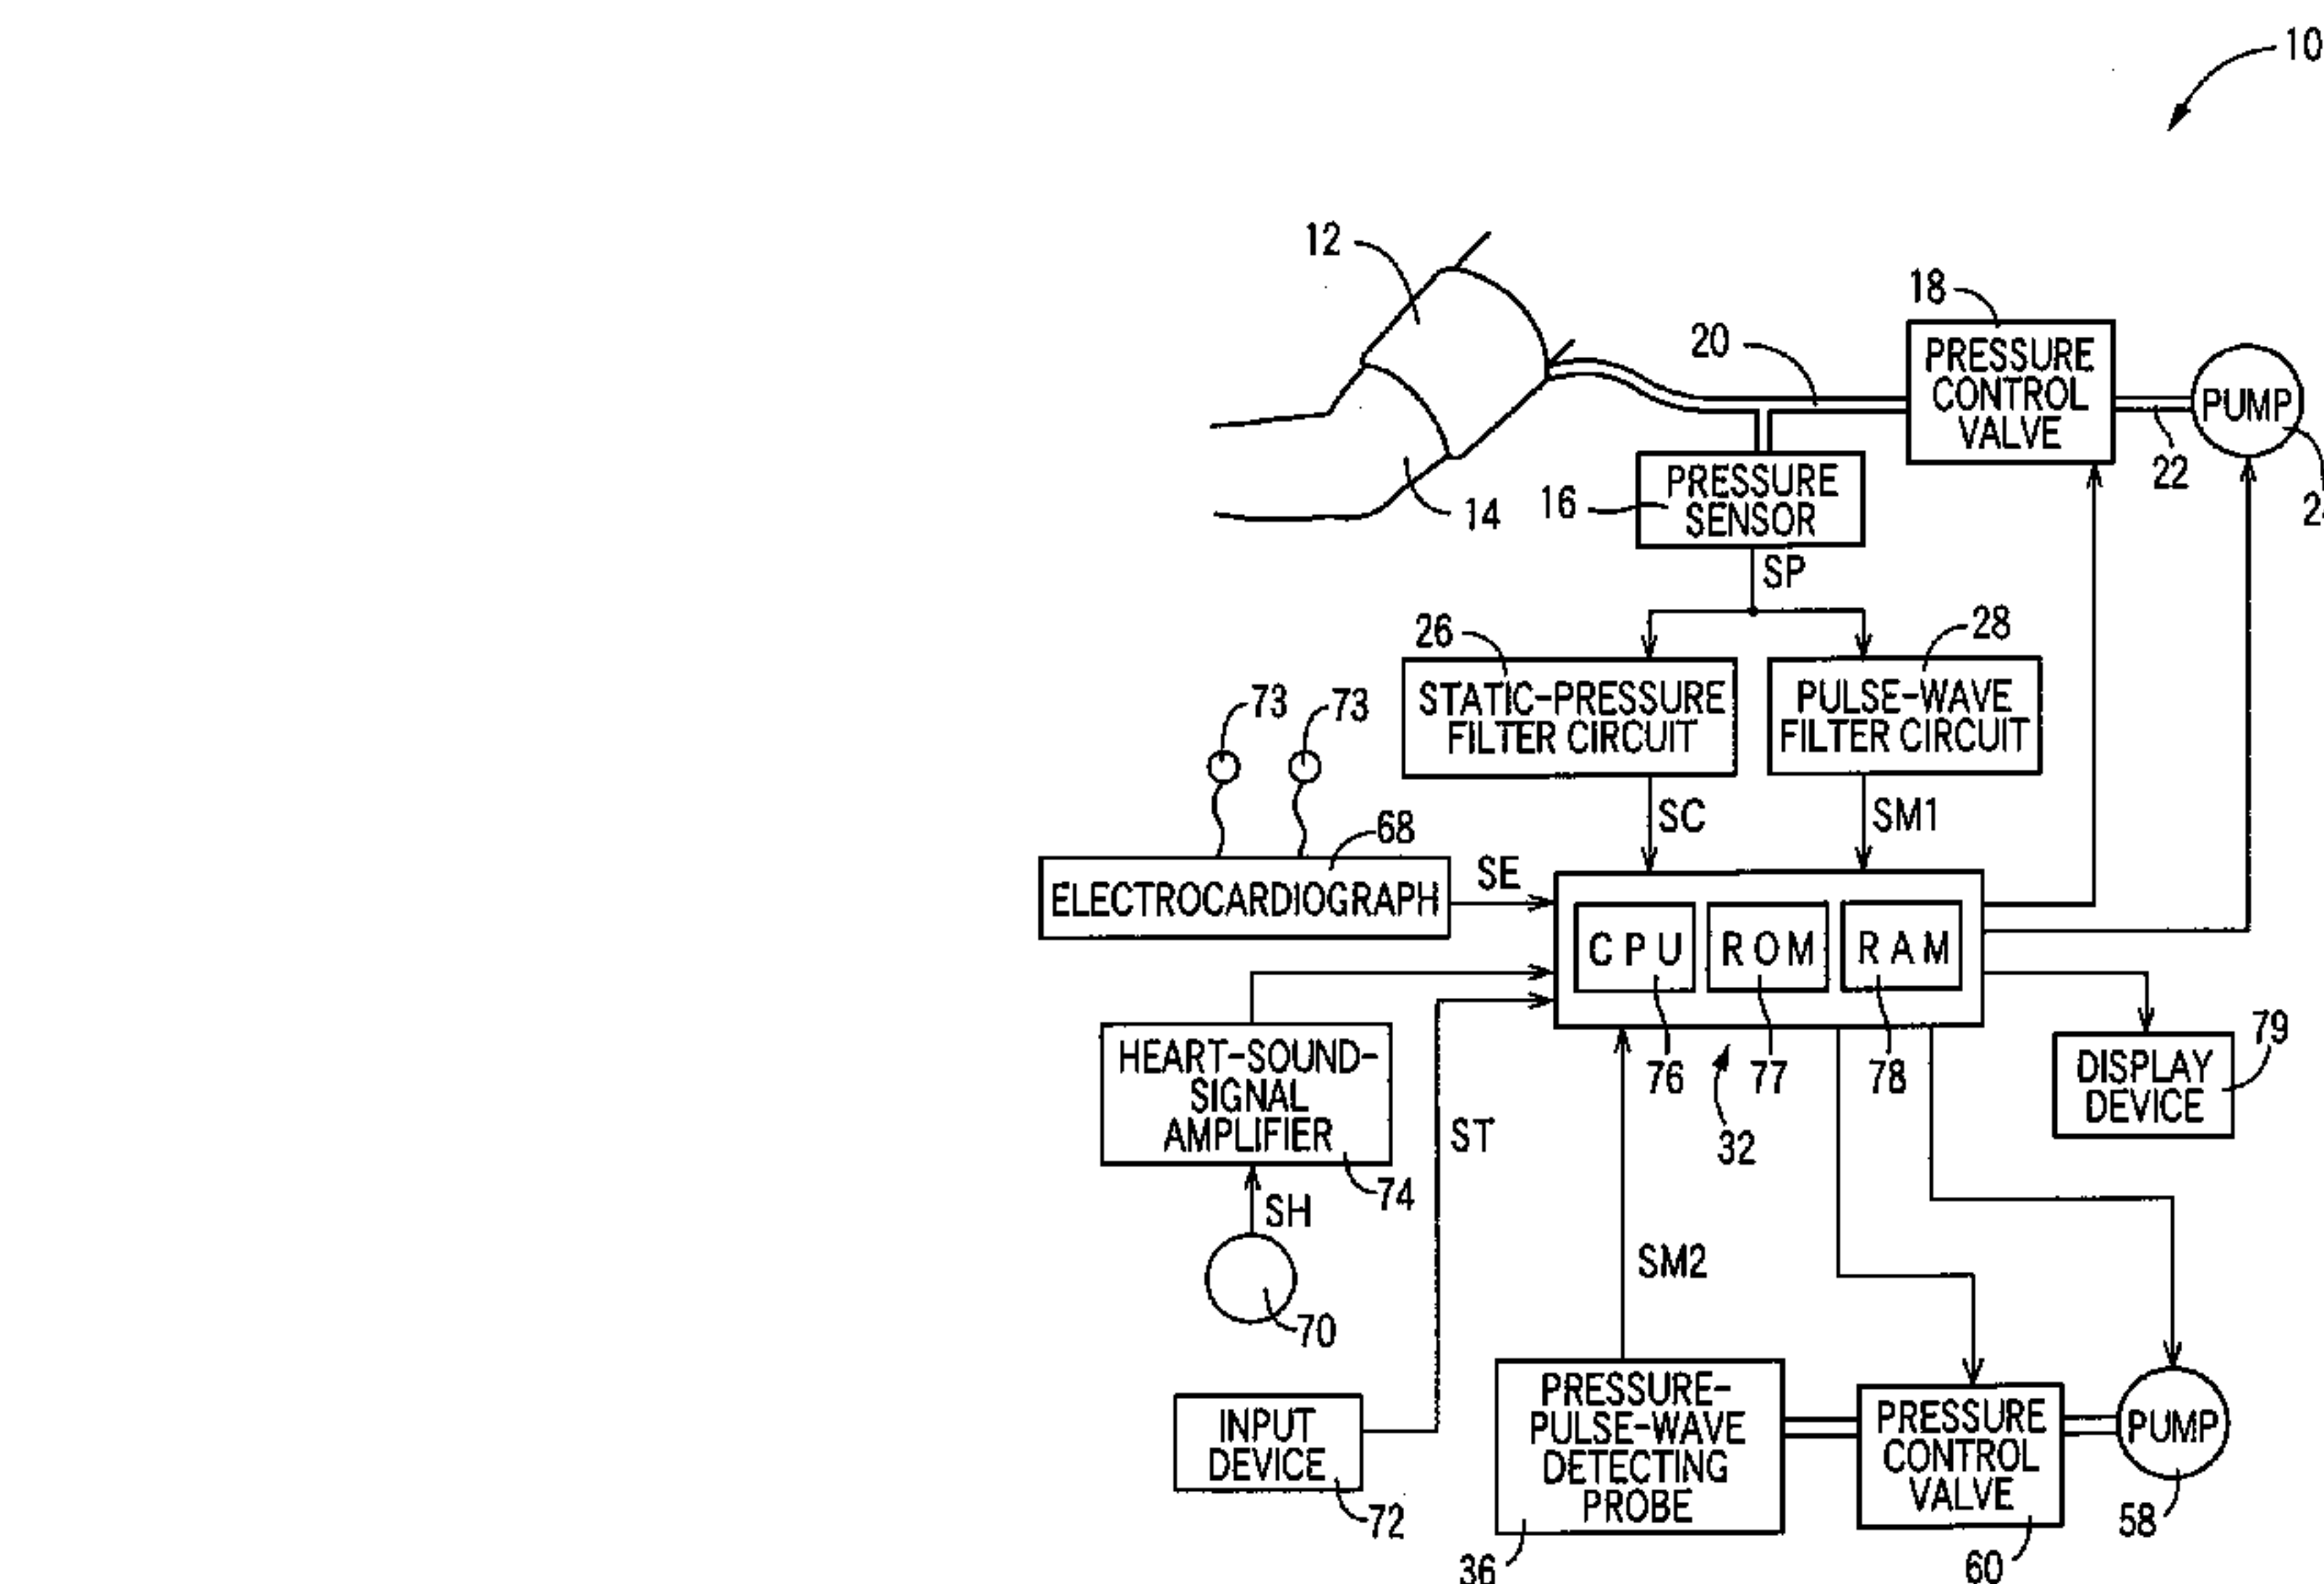 10
12
18
20
PRESSURE
CONTROL
VALVE
PUMP
22
14
16
PRESSURE
SENSOR
SP
26
28
STATIC-PRESSURE
FILTER CIRCUIT
PULSE-WAVE
FILTER CIRCUIT
73
73
68
SC
SM1
ELECTROCARDIOGRAPH
SE
CPU
ROM
RAM
76
77
78
32
79
DISPLAY
DEVICE
HEART-SOUND-
SIGNAL
AMPLIFIER
74
ST
SH
70
SM2
INPUT
DEVICE
72
PRESSURE-
PULSE-WAVE
DETECTING
PROBE
36
PRESSURE
CONTROL
VALVE
60
PUMP
58